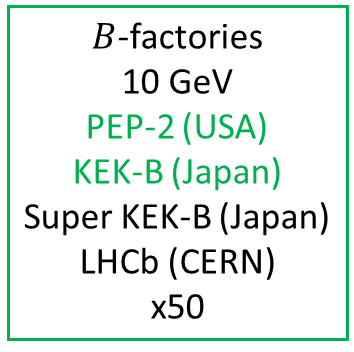 B-factories
10 GeV
PEP-2 (USA)
KEK-B (Japan)
Super KEK-B (Japan)
LHCb (CERN)
x50